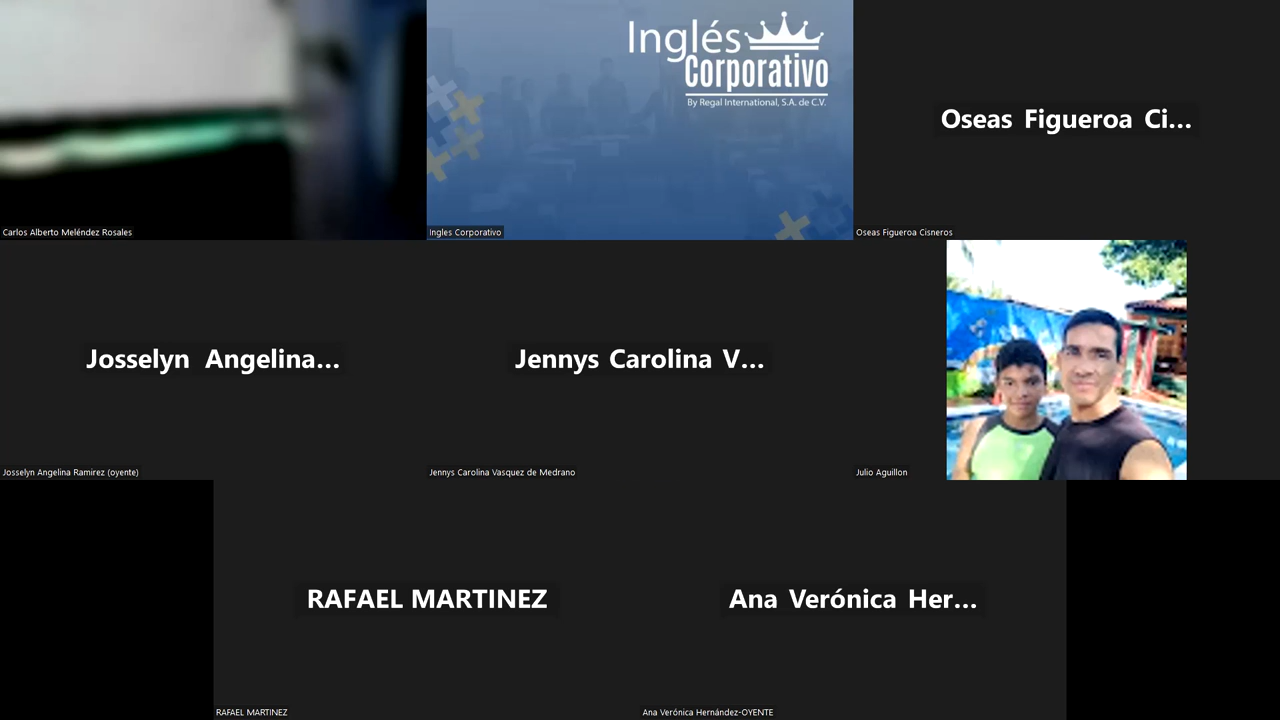 Inglés
Corporativo
By Regal International, S.A. de C.V.
Oseas Figueroa Ci...
Carlos Alberto Meléndez Rosales
Ingles Corporativo
Oseas Figueroa Cisneros
Josselyn Angelina...
Jennys Carolina V...
Josselyn Angelina Ramirez (oyente)
Jennys Carolina Vasquez de Medrano
Julio Aguillon
RAFAEL MARTINEZ
Ana Verónica Her...
RAFAEL MARTINEZ
Ana Verónica Hernández-OYENTE